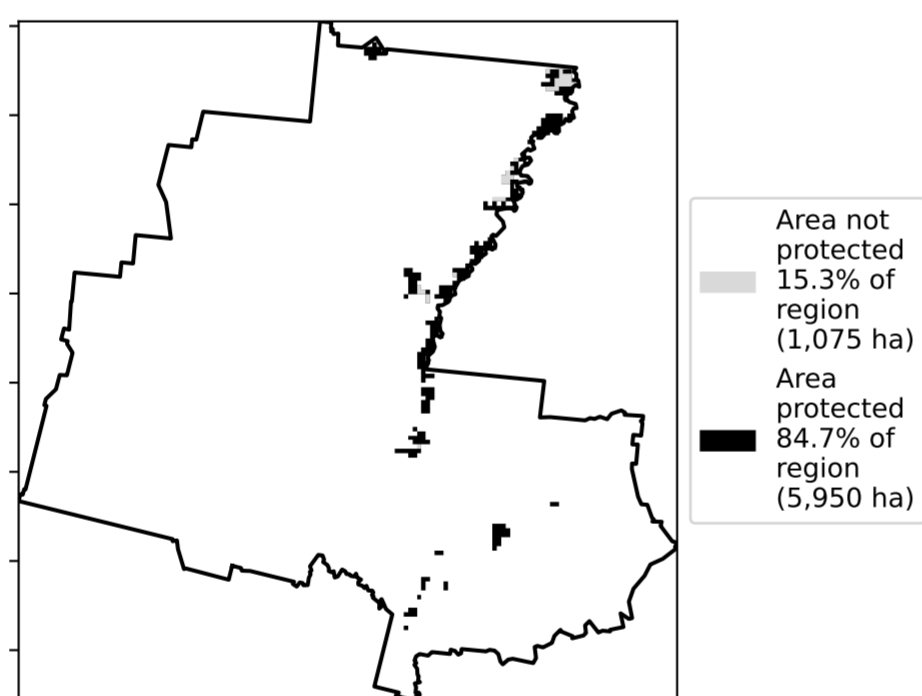 Area not
protected
15.3% of
region
(1,075 ha)
Area
protected
84.7% of
region
(5,950 ha)